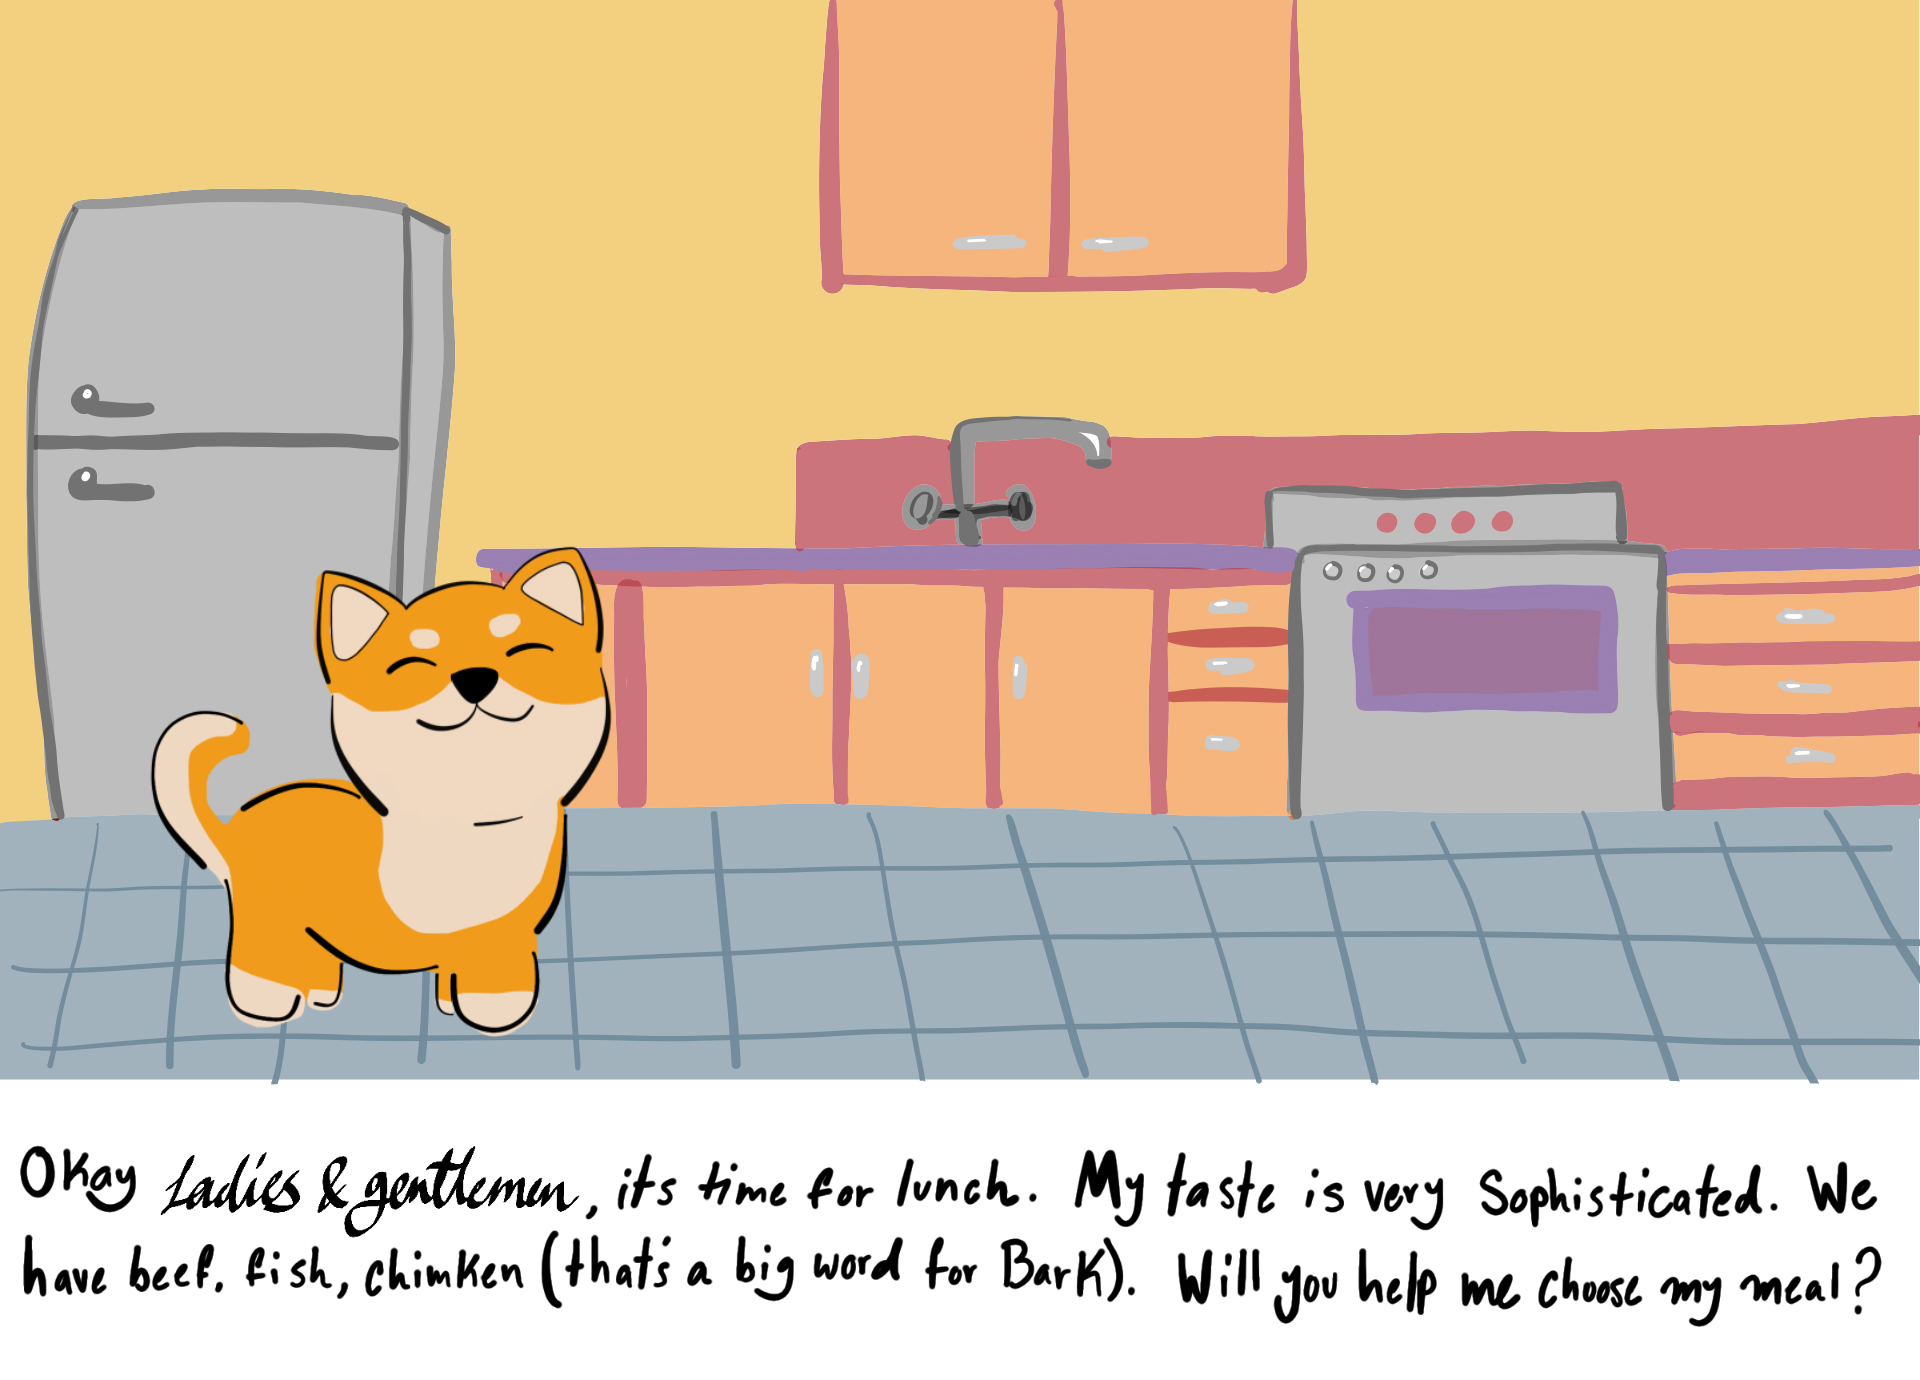 Okay Ladies & gentlemen, its time for lunch. My taste is very Sophisticated. We
have beef. fish, chimken (that's a big word for Bark). Will you help me choose my meal?